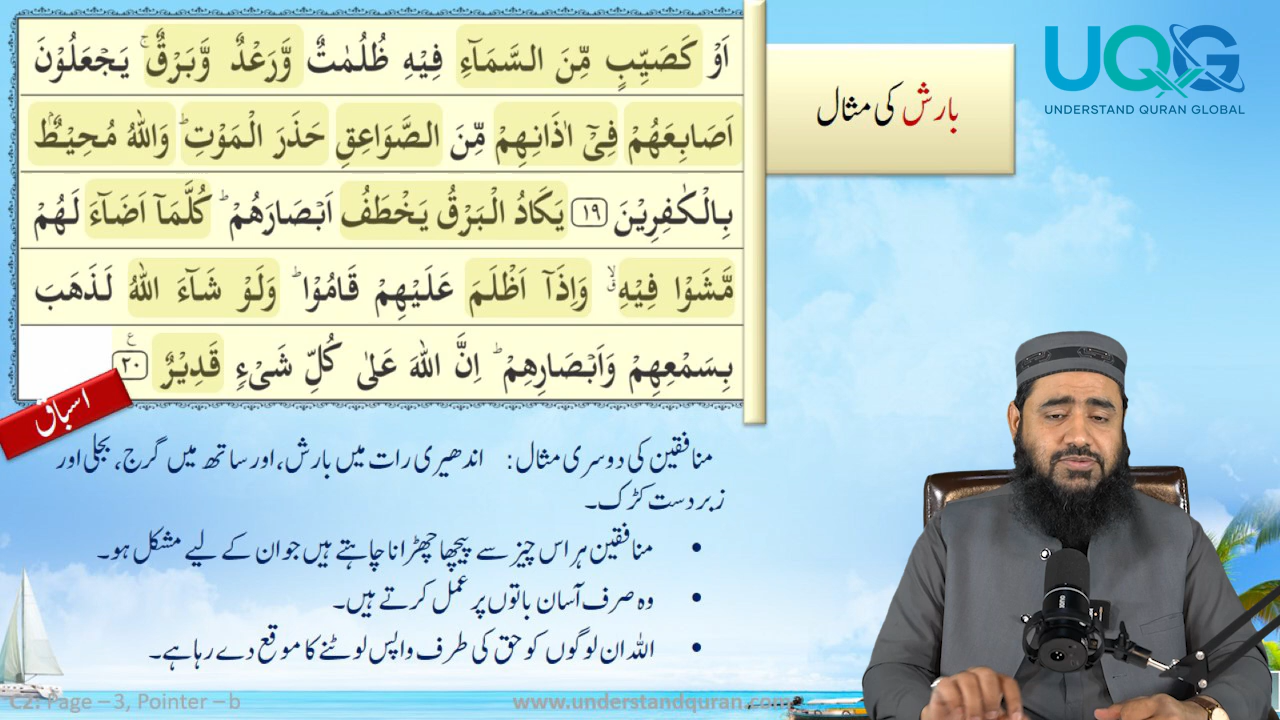 اَوْ كَصَيِّبٍ مِّنَ السَّمَآءِ فِيْهِ ظُلُمٰتٌ وَّرَعْدٌ وَّبَرْقٌ ۚ يَجْعَلُوْنَ
اَصَابِعَهُمْ فِىْٓ اٰذَانِهِمْ مِّنَ الصَّوَاعِقِ حَذَرَ الْمَوْتِ ؕ وَاللّٰهُ مُحِيْطٌۢ
بِالْكٰفِرِيْنَ ۱۹ يَكَادُ الْبَرْقُ يَخْطَفُ اَبْصَارَهُمْ ؕ كُلَّمَآ اَضَآءَ لَهُمْ
مَّشَوْا فِيْهِ ۙۗ وَاِذَآ اَظْلَمَ عَلَيْهِمْ قَامُوْا ؕ وَلَوْ شَآءَ اللّٰهُ لَذَهَبَ
بِسَمْعِهِمْ وَاَبْصَارِهِمْ ؕ اِنَّ اللّٰهَ عَلٰى كُلِّ شَىْءٍ قَدِيْرٌ ۲۰ ع
بارش کی مثال
UQG
UNDERSTAND QURAN GLOBAL
اسباق
منافقین کی دوسری مثال: اندھیری رات میں بارش، اور ساتھ میں گرج، بجلی اور
زبردست کڑک۔
• منافقین ہر اس چیز سے پیچھا چھڑانا چاہتے ہیں جو ان کے لیے مشکل ہو۔
• وہ صرف آسان باتوں پر عمل کرتے ہیں۔
• اللہ ان لوگوں کو حق کی طرف واپس لوٹنے کا موقع دے رہا ہے۔
C2: Page – 3, Pointer – b
www.understandquran.com